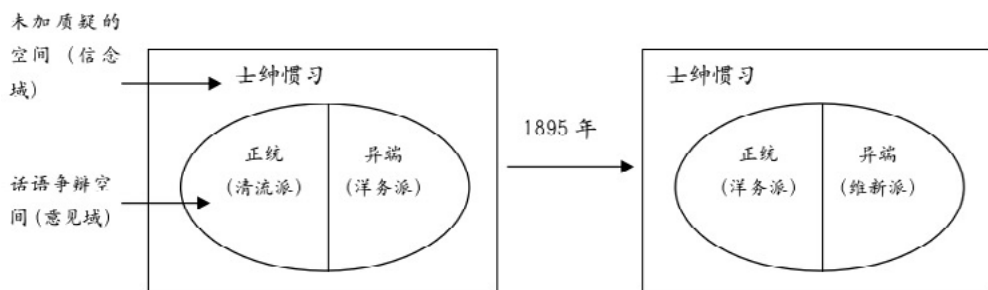 未加质疑的
空间（信念
域）
士绅惯习
正统
(清流派)
异端
(洋务派)
话语争辩空
间(意见域)
1895 年
士绅惯习
正统
(洋务派)
异端
(维新派)